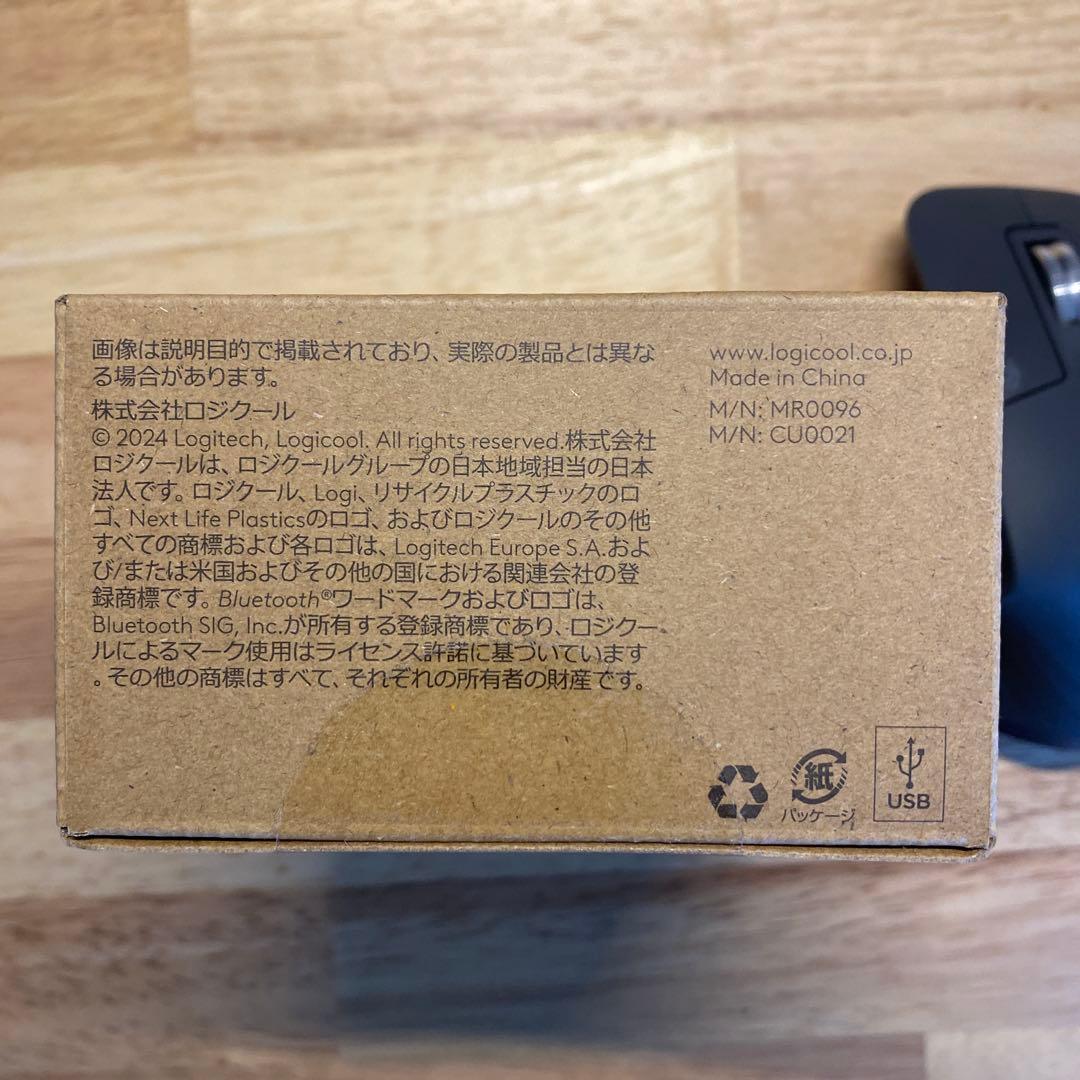 画像は説明目的で掲載されており、実際の製品とは異な
る場合があります。
株式会社ロジクール
© 2024 Logitech, Logicool. All rights reserved.株式会社
ロジクールは、ロジクールグループの日本地域担当の日本
法人です。ロジクール、Logi、リサイクルプラスチックのロ
ゴ、Next Life Plasticsのロゴ、およびロジクールのその他
すべての商標および各ロゴは、Logitech Europe S.A.およ
び/または米国およびその他の国における関連会社の登
録商標です。Bluetooth®ワードマークおよびロゴは、
Bluetooth SIG, Inc.が所有する登録商標であり、ロジクー
ルによるマーク使用はライセンス許諾に基づいています
。その他の商標はすべて、それぞれの所有者の財産です。
www.logicool.co.jp
Made in China
M/N: MR0096
M/N: CU0021
紙
パッケージ
USB